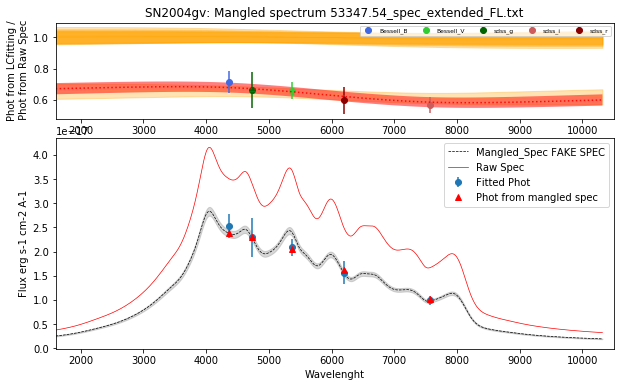 SN2004gv: Mangled spectrum 53347.54_spec_extended_FL.txt
Phot from LCfitting /
Phot from Raw Spec
1.0
0.8
0.6
Bessell_B
Bessell_V
sdss_g
sdss_i
sdss_r
2000 3000 4000 5000 6000 7000 8000 9000 10000
1e-17
Flux erg s-1 cm-2 A-1
4.0
3.5
3.0
2.5
2.0
1.5
1.0
0.5
0.0
Mangled_Spec FAKE SPEC
Raw Spec
Fitted Phot
Phot from mangled spec
2000 3000 4000 5000 6000 7000 8000 9000 10000
Wavelenght